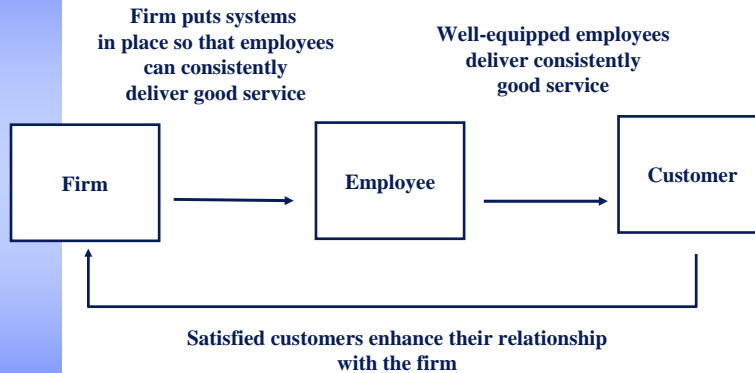 Firm puts systems
in place so that employees
can consistently
deliver good service
Well-equipped employees
deliver consistently
good service
Firm
Employee
Customer
Satisfied customers enhance their relationship
with the firm